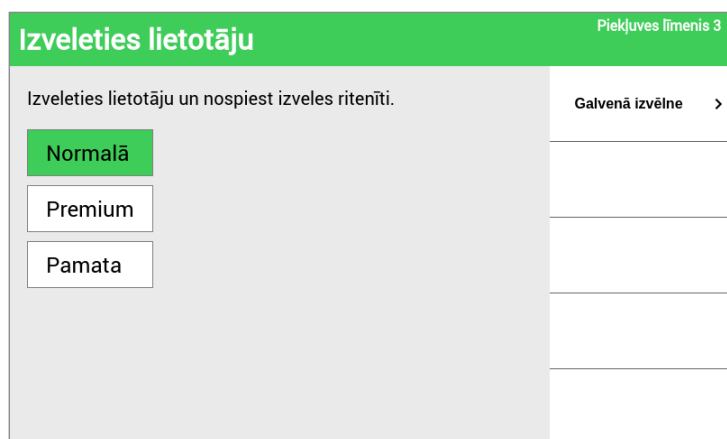 Izveleties lietotāju
Piekļuves līmenis 3
Izveleties lietotāju un nospiest izveles ritenīti.
Galvenā izvēlne
Normalā
Premium
Pamata